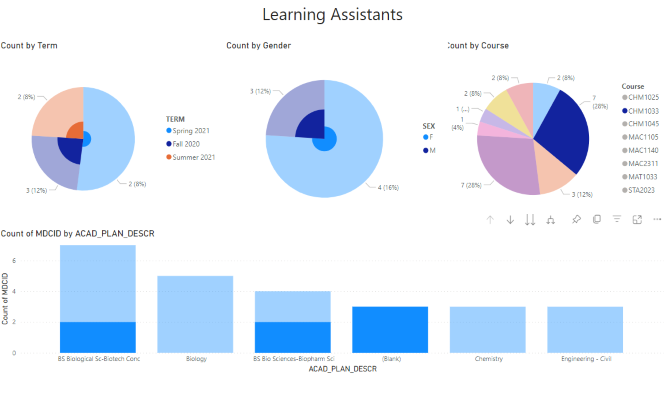 Learning Assistants
Count by Term
2 (8%)
3 (12%)
2 (8%)
TERM
Spring 2021
Fall 2020
Summer 2021
Count by Gender
3 (12%)
4 (16%)
SEX
F
M
Count by Course
2 (8%)
2 (8%)
2 (8%)
1 (...)
1
(4%)
7
(28%)
7 (28%)
3 (12%)
Course
CHM1025
CHM1033
CHM1045
MAC1105
MAC1140
MAC2311
MAT1033
STA2023
Count of MDCID by ACAD_PLAN_DESCR
Count of MDCID
6
4
2
0
BS Biological Sc-Biotech Conc
Biology
BS Bio Sciences-Biopharm Sci
(Blank)
Chemistry
Engineering - Civil
ACAD_PLAN_DESCR